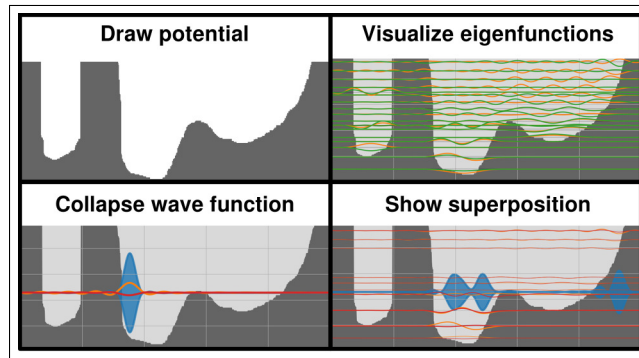 Draw potential
Visualize eigenfunctions
Collapse wave function
Show superposition